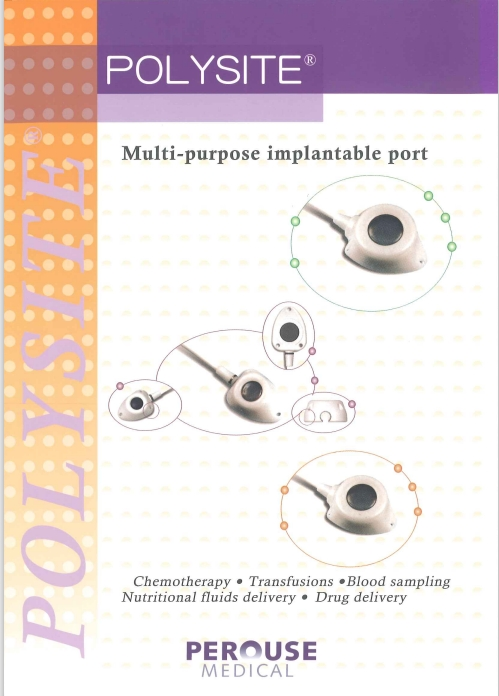 POLYSITE®
Multi-purpose implantable port
POLYSITE®
Chemotherapy • Transfusions •Blood sampling
Nutritional fluids delivery • Drug delivery
PEROUSE
MEDICAL